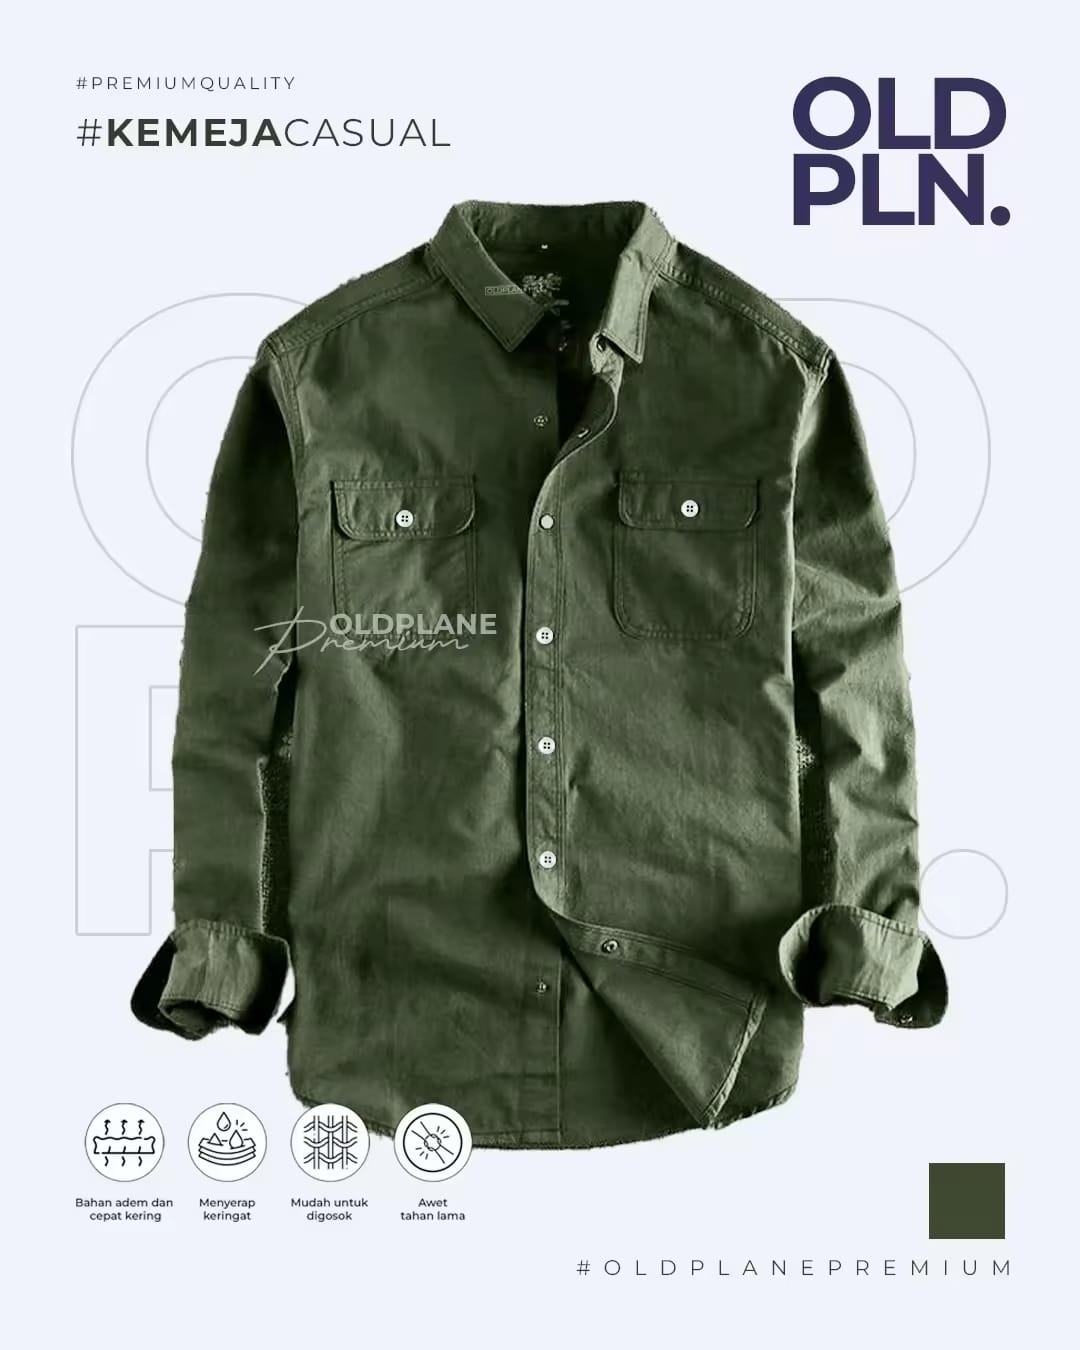 #PREMIUMQUALITY
#KEMEJACASUAL
OLD
PLN.
OLDPLANE
OLDPLANE
Premium
Bahan adem dan
cepat kering
Menyerap
keringat
Mudah untuk
digosok
Awet
tahan lama
#OLDPLANEPREMIUM